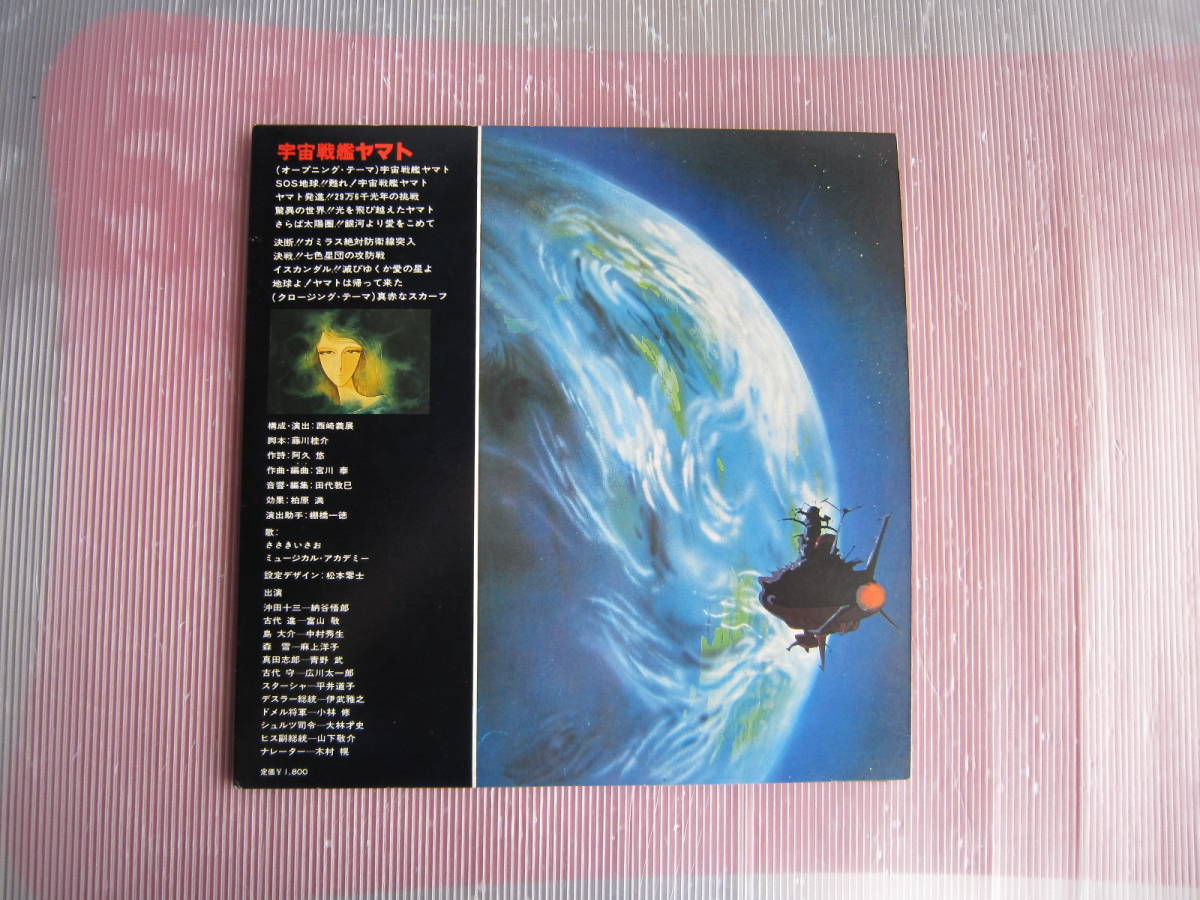 宇宙戦艦ヤマト
(オープニング・テーマ)宇宙戦艦ヤマト
SOS地球!!甦れ!宇宙戦艦ヤマト
ヤマト発進!!29万6千光年の挑戦
驚異の世界!!光を飛び越えたヤマト
さらば太陽圏!!銀河より愛をこめて
決断!!ガミラス絶対防衛線突入
決戦!!七色星団の攻防戦
イスカンダル!!滅びゆくか愛の星よ
地球よ!ヤマトは帰って来た
(クロージング・テーマ)真赤なスカーフ
構成・演出:西崎義展
脚本:藤川桂介
作詩:阿久 悠
作曲・編曲:宮川 泰
音響・編集:田代敦巳
効果:柏原 満
演出助手:棚橋一徳
歌:
ささきいさお
ミュージカル・アカデミー
設定デザイン:松本零士
出演
沖田十三—納谷悟郎
古代 進—富山 敬
島 大介—中村秀生
森 雪—麻上洋子
真田志郎—青野 武
古代 守—広川太一郎
スターシャ—平井道子
デスラー総統—伊武雅之
ドメル将軍—小林 修
シュルツ司令—大林才史
ヒス副総統—山下敬介
ナレーター—木村 幌
定価¥1,800